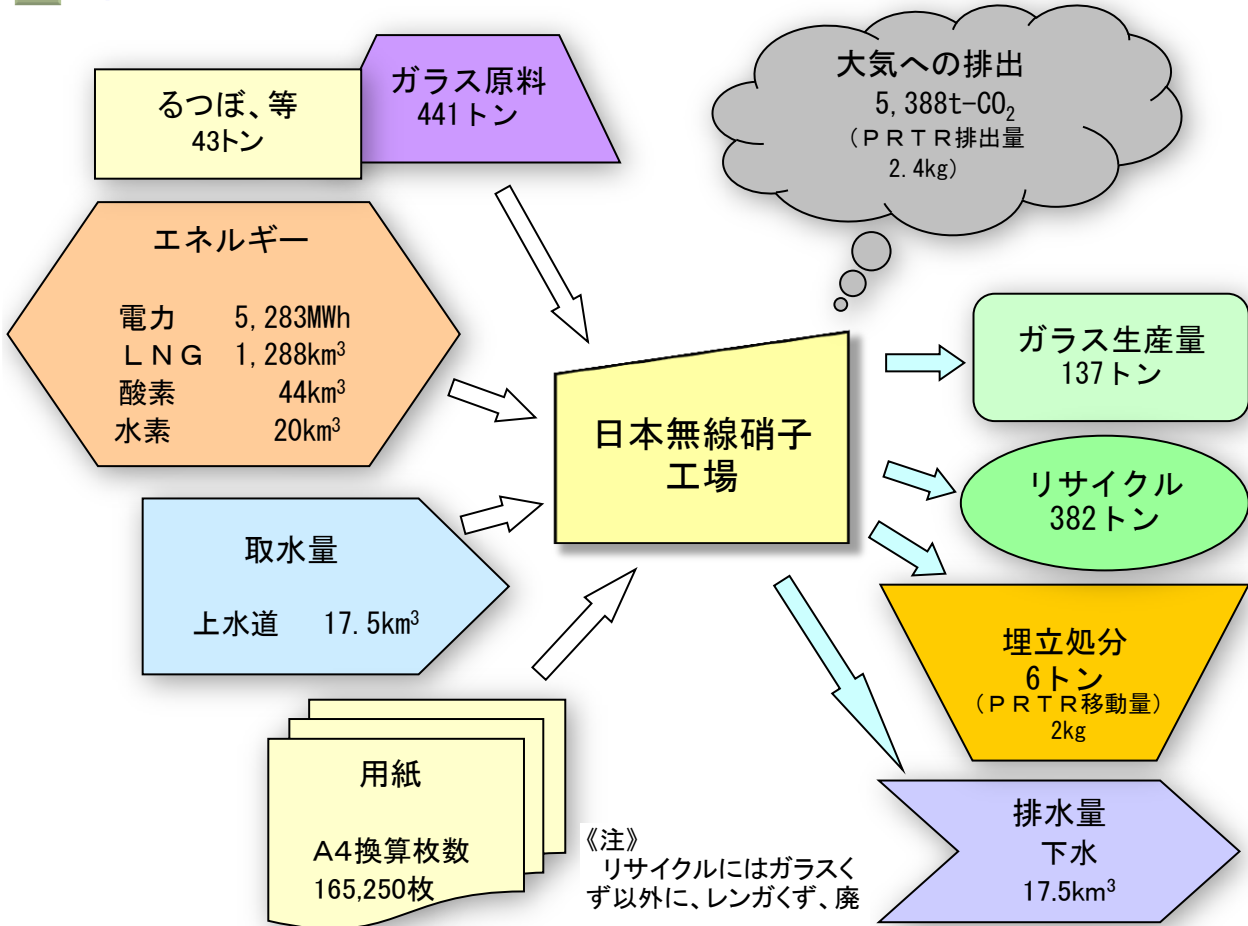 るつぼ、等
43トン
ガラス原料
441トン
大気への排出
5,388t-CO₂
（ＰＲＴＲ排出量
2.4kg）
エネルギー
電力 5,283MWh
ＬＮＧ 1,288km³
酸素 44km³
水素 20km³
日本無線硝子
工場
ガラス生産量
137トン
リサイクル
382トン
取水量
上水道 17.5km³
埋立処分
6トン
（ＰＲＴＲ移動量）
2kg
用紙
A4換算枚数
165,250枚
《注》
リサイクルにはガラスく
ず以外に、レンガくず、廃
排水量
下水
17.5km³